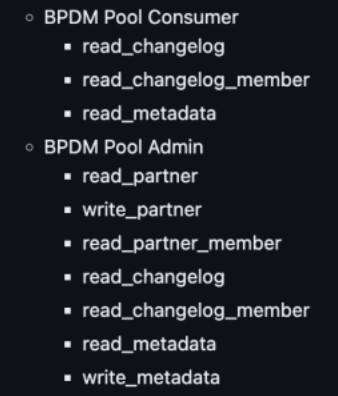 BPDM Pool Consumer
read_changelog
read_changelog_member
read_metadata
BPDM Pool Admin
read_partner
write_partner
read_partner_member
read_changelog
read_changelog_member
read_metadata
write_metadata